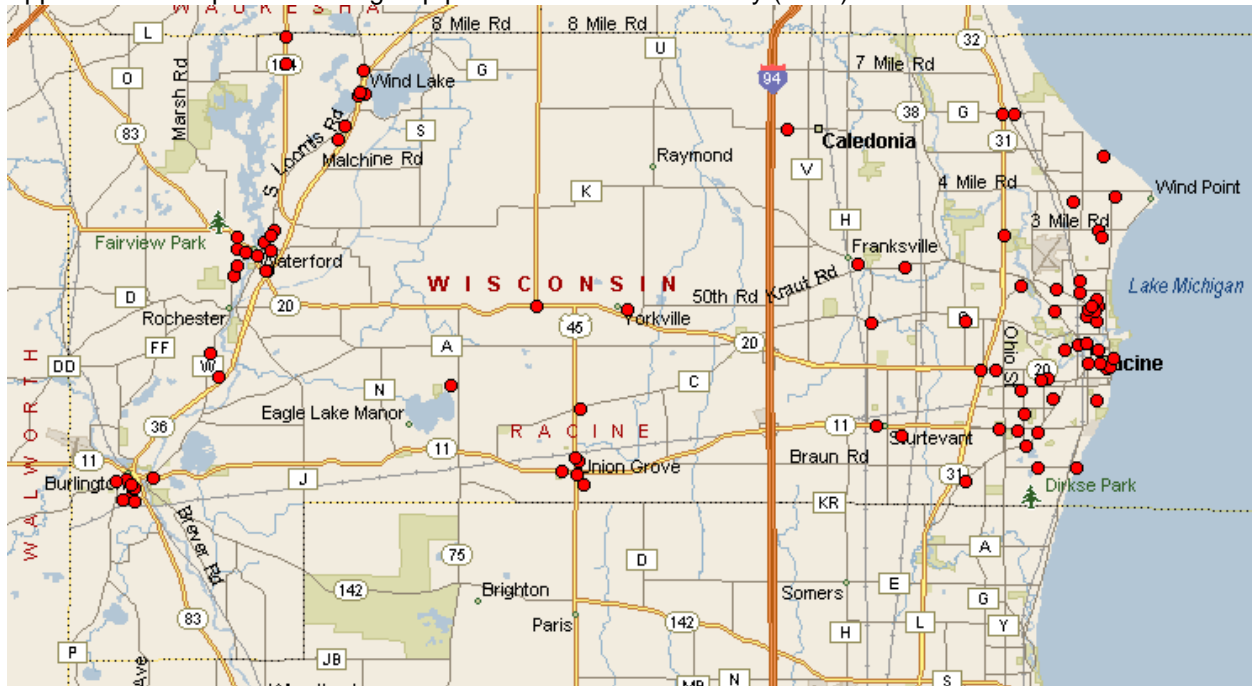 WAUKESHA
L
8 Mile Rd
8 Mile Rd
32
U
7 Mile Rd
G
Wind Lake
94
O
Marsh Rd
38
G
83
S
S Loomis Rd
31
Caledonia
Malchine Rd
Raymond
V
K
4 Mile Rd
Wind Point
H
3 Mile Rd
Fairview Park
Franksville
Waterford
WISCONSIN
50th Rd
Kraut Rd
Lake Michigan
D
20
Rochester
Yorkville
45
Ohio St
FF
A
20
DD
W
20
N
C
WALWORTH
Eagle Lake Manor
36
RACINE
11
Sturtevant
11
11
Braun Rd
Union Grove
J
31
Burlington
Dirkse Park
KR
Brever Rd
A
75
D
142
Brighton
E
Somers
G
83
Paris
142
L
H
Y
P
JB
Ave
N
S